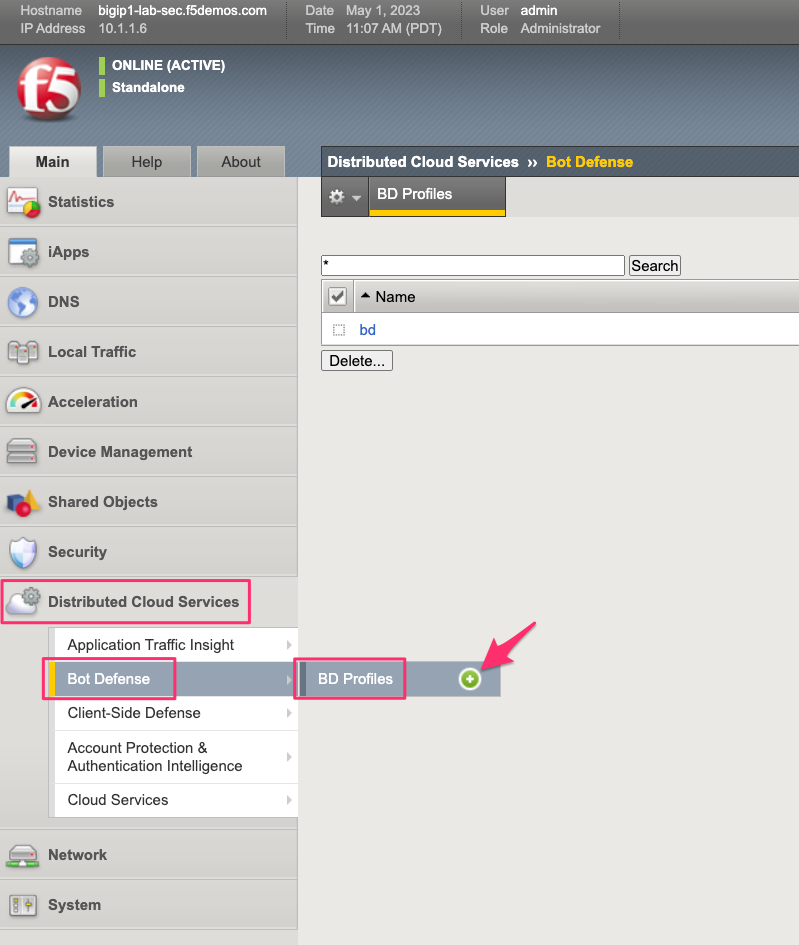 Hostname bigip1-lab-sec.f5demos.com Date May 1, 2023 User admin
IP Address 10.1.1.6 Time 11:07 AM (PDT) Role Administrator
f5
ONLINE (ACTIVE)
Standalone
Main Help About
Distributed Cloud Services ›› Bot Defense
BD Profiles
Statistics
iApps
DNS
Local Traffic
Acceleration
Device Management
Shared Objects
Security
Distributed Cloud Services
Application Traffic Insight
Bot Defense
BD Profiles
Client-Side Defense
Account Protection &
Authentication Intelligence
Cloud Services
Network
System
*
Search
Name
bd
Delete...